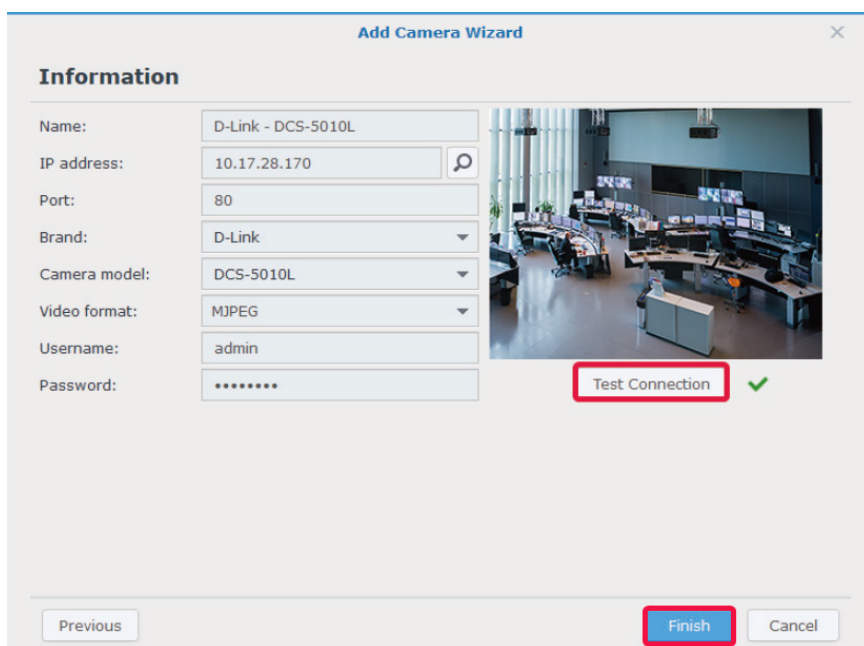 Add Camera Wizard
Information
Name: D-Link - DCS-5010L
IP address: 10.17.28.170
Port: 80
Brand: D-Link
Camera model: DCS-5010L
Video format: MJPEG
Username: admin
Password: ••••••••
Test Connection
Previous Finish Cancel